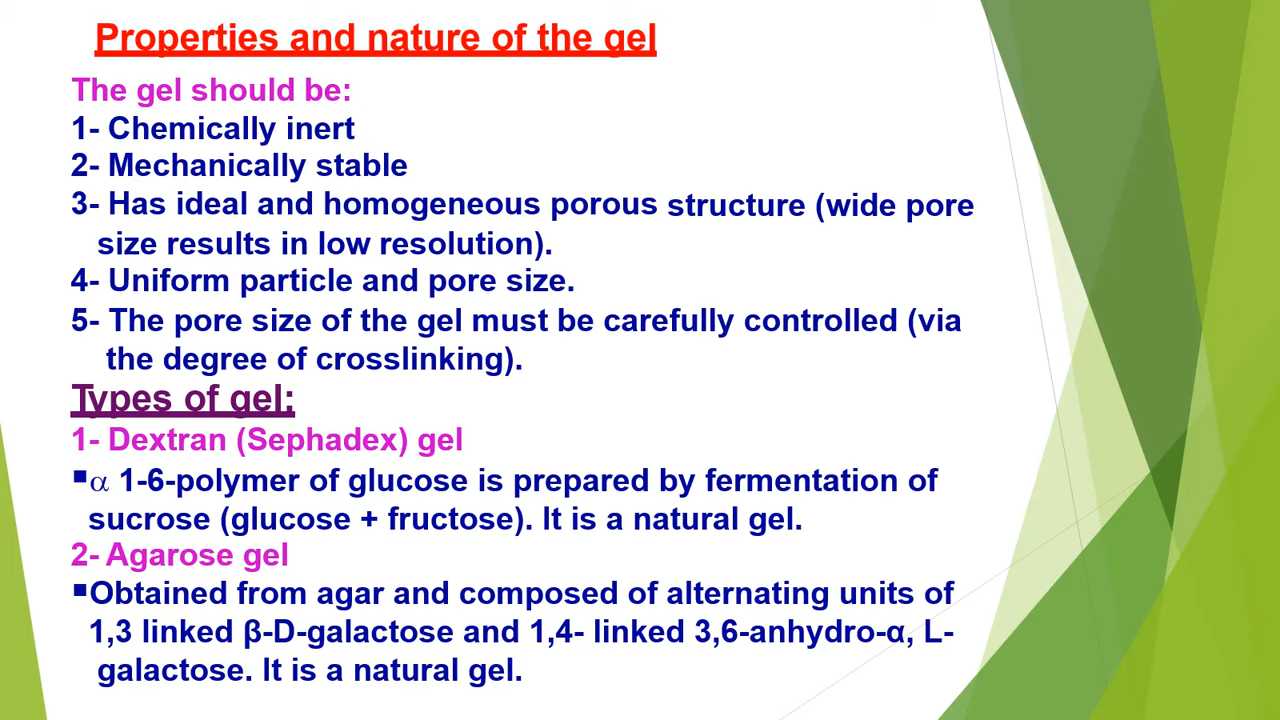 Properties and nature of the gel
The gel should be:
1- Chemically inert
2- Mechanically stable
3- Has ideal and homogeneous porous structure (wide pore
size results in low resolution).
4- Uniform particle and pore size.
5- The pore size of the gel must be carefully controlled (via
the degree of crosslinking).
Types of gel:
1- Dextran (Sephadex) gel
▪α 1-6-polymer of glucose is prepared by fermentation of
sucrose (glucose + fructose). It is a natural gel.
2- Agarose gel
▪Obtained from agar and composed of alternating units of
1,3 linked β-D-galactose and 1,4- linked 3,6-anhydro-α, L-
galactose. It is a natural gel.